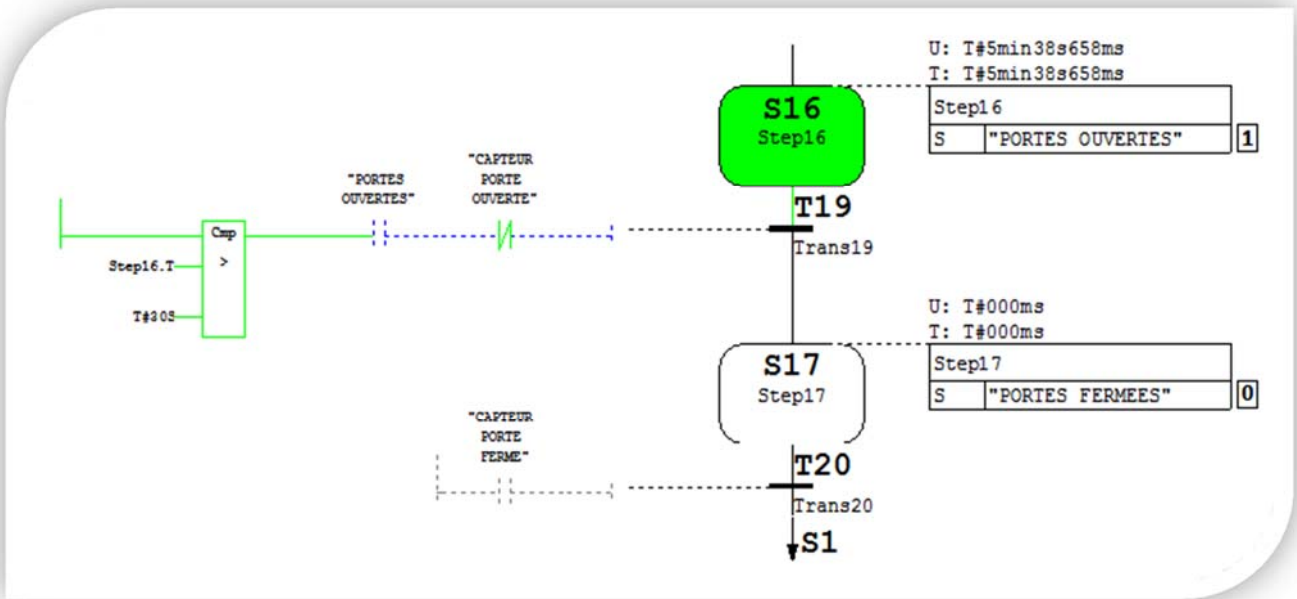 U: T#5min38s658ms
T: T#5min38s658ms
S16
Step16
Step16
S "PORTES OUVERTES" 1
"PORTES
OUVERTES"
"CAPTEUR
PORTE
OUVERTE"
T19
Trans19
Cmp
>
Step16.T
T#30S
U: T#000ms
T: T#000ms
S17
Step17
Step17
S "PORTES FERMEES" 0
"CAPTEUR
PORTE
FERME"
T20
Trans20
S1